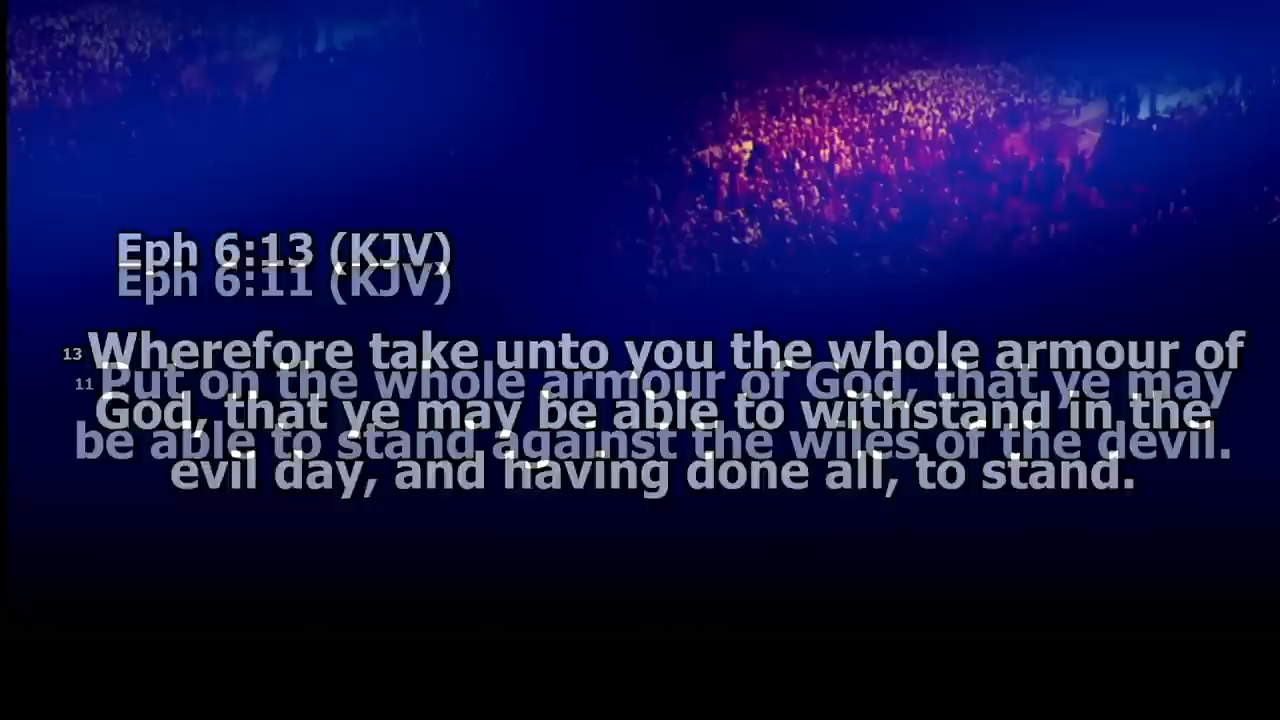 Eph 6:13 (KJV)
Eph 6:11 (KJV)
13 Wherefore take unto you the whole armour of
11 Put on the whole armour of God, that ye may
God, that ye may be able to withstand in the
be able to stand against the wiles of the devil.
evil day, and having done all, to stand.